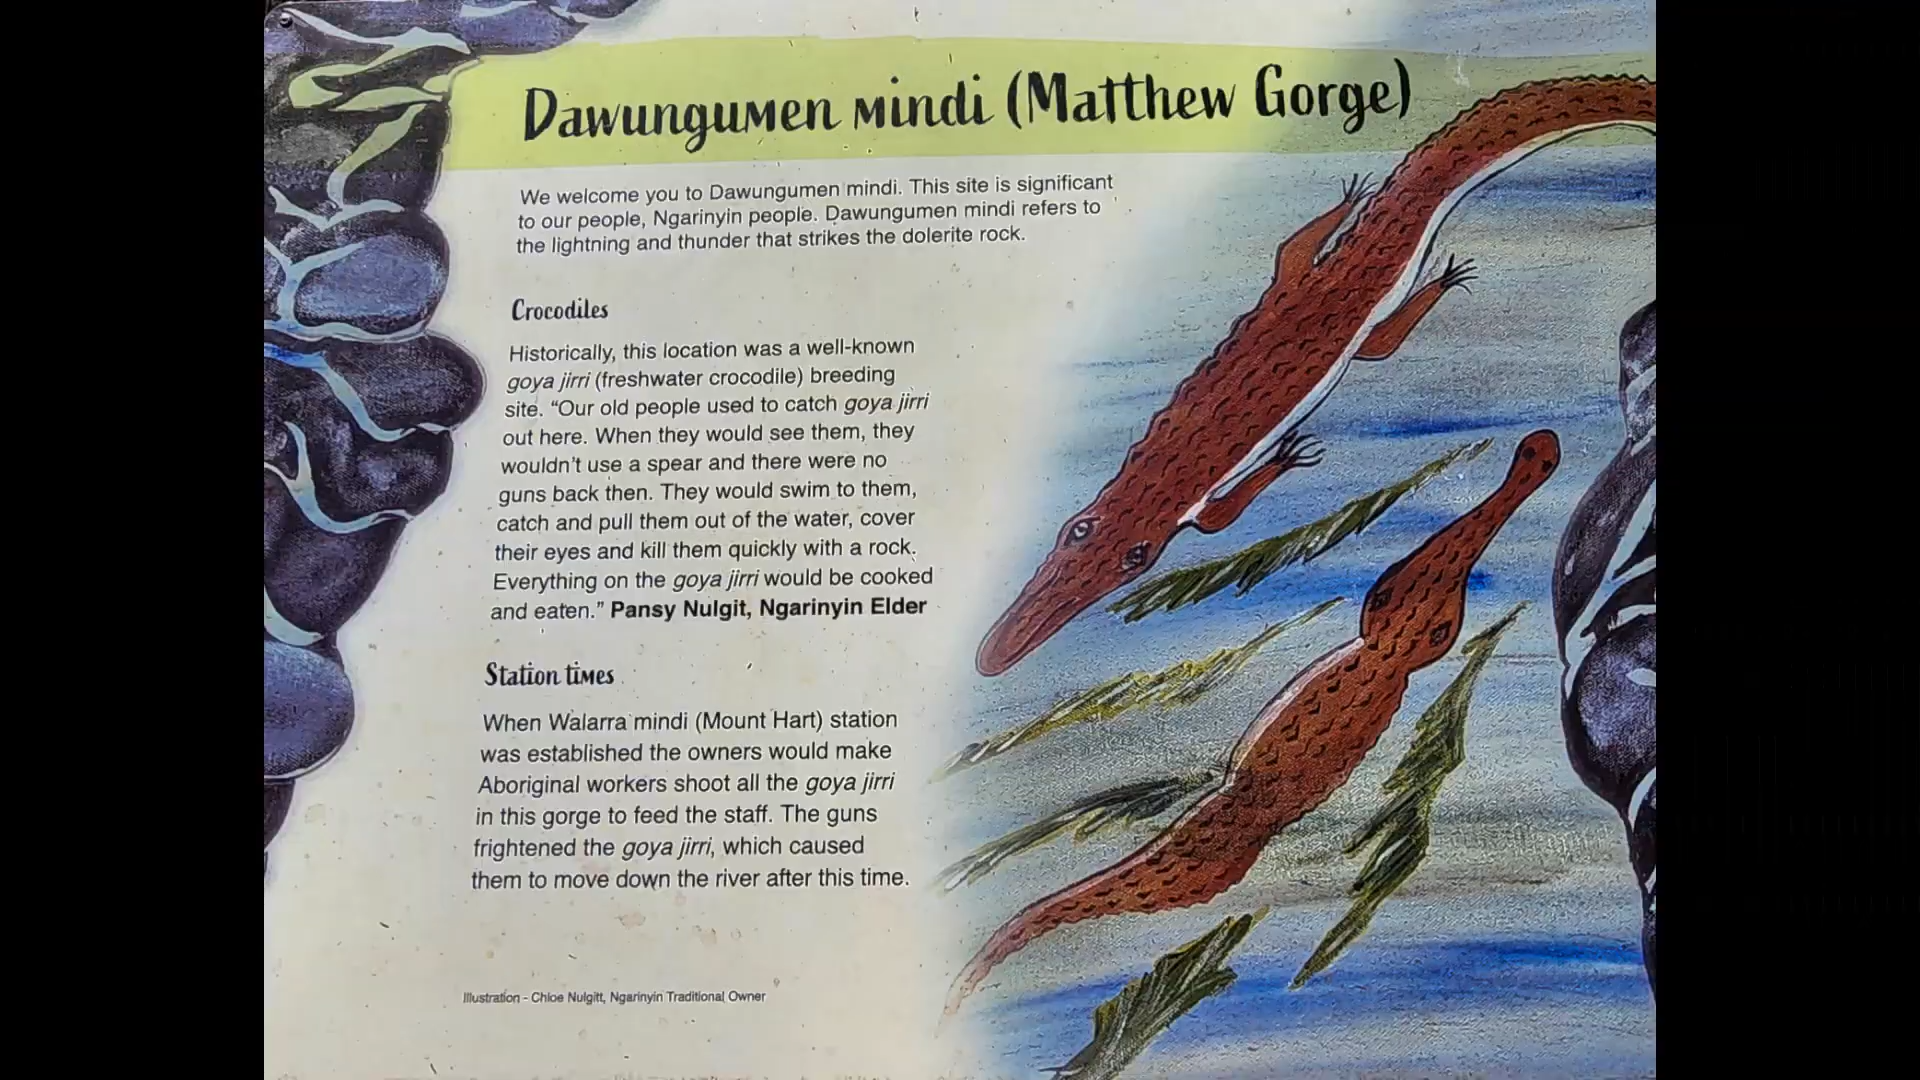 Dawungumen mindi (Matthew Gorge)
We welcome you to Dawungumen mindi. This site is significant
to our people, Ngarinyin people. Dawungumen mindi refers to
the lightning and thunder that strikes the dolerite rock.
Crocodiles
Historically, this location was a well-known
goya jirri (freshwater crocodile) breeding
site. “Our old people used to catch goya jirri
out here. When they would see them, they
wouldn’t use a spear and there were no
guns back then. They would swim to them,
catch and pull them out of the water, cover
their eyes and kill them quickly with a rock.
Everything on the goya jirri would be cooked
and eaten.” Pansy Nulgit, Ngarinyin Elder
Station times
When Walarra mindi (Mount Hart) station
was established the owners would make
Aboriginal workers shoot all the goya jirri
in this gorge to feed the staff. The guns
frightened the goya jirri, which caused
them to move down the river after this time.
Illustration - Chloe Nulgitt, Ngarinyin Traditional Owner